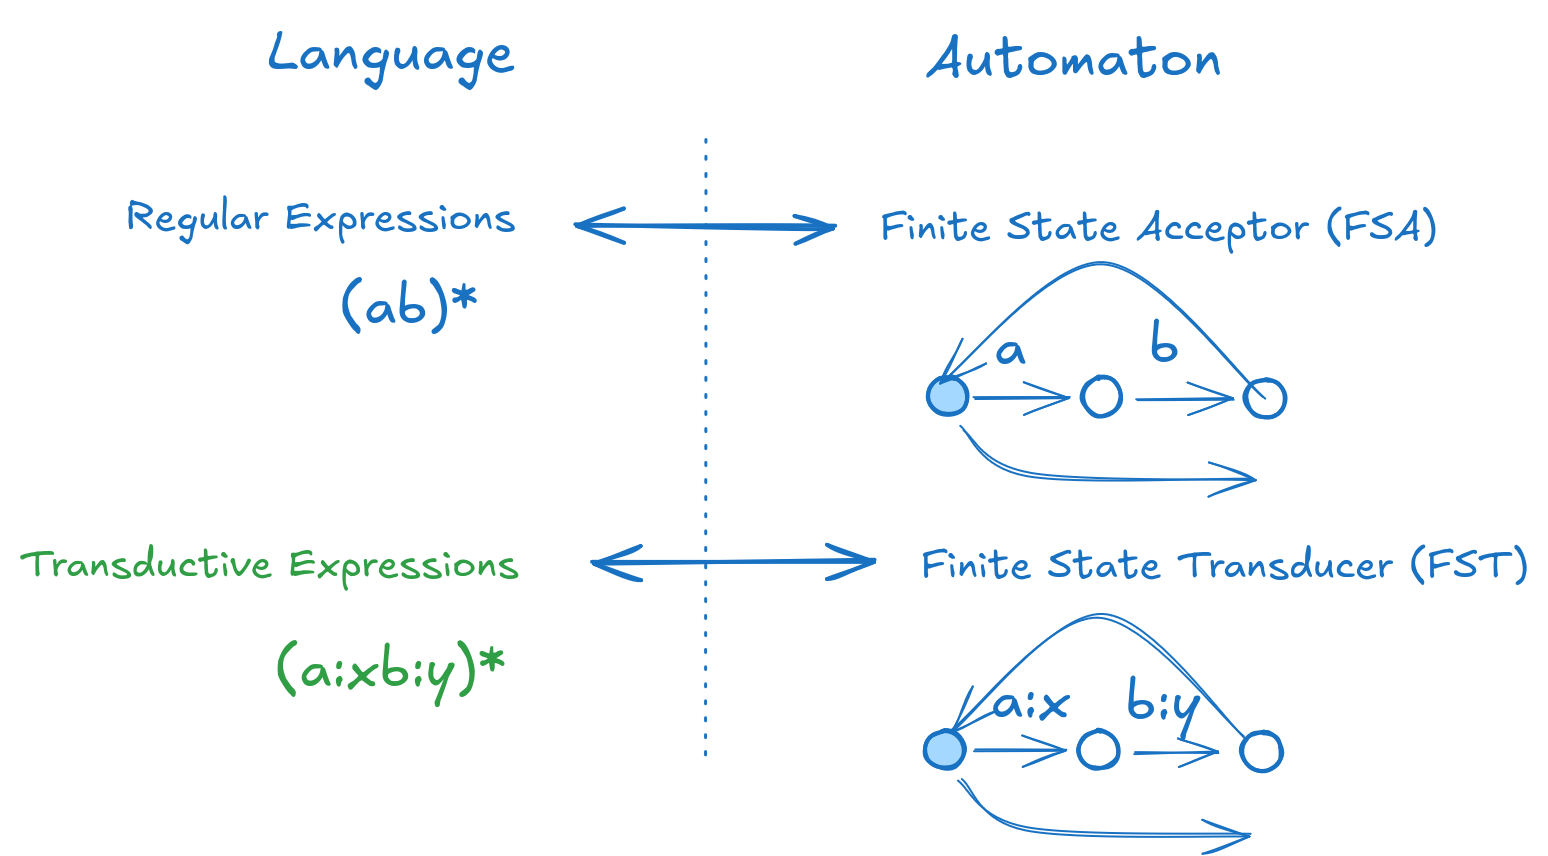 Language
Automaton
Regular Expressions
Finite State Acceptor (FSA)
(ab)*
a
b
Transductive Expressions
Finite State Transducer (FST)
(a:xb:y)*
a:x
b:y